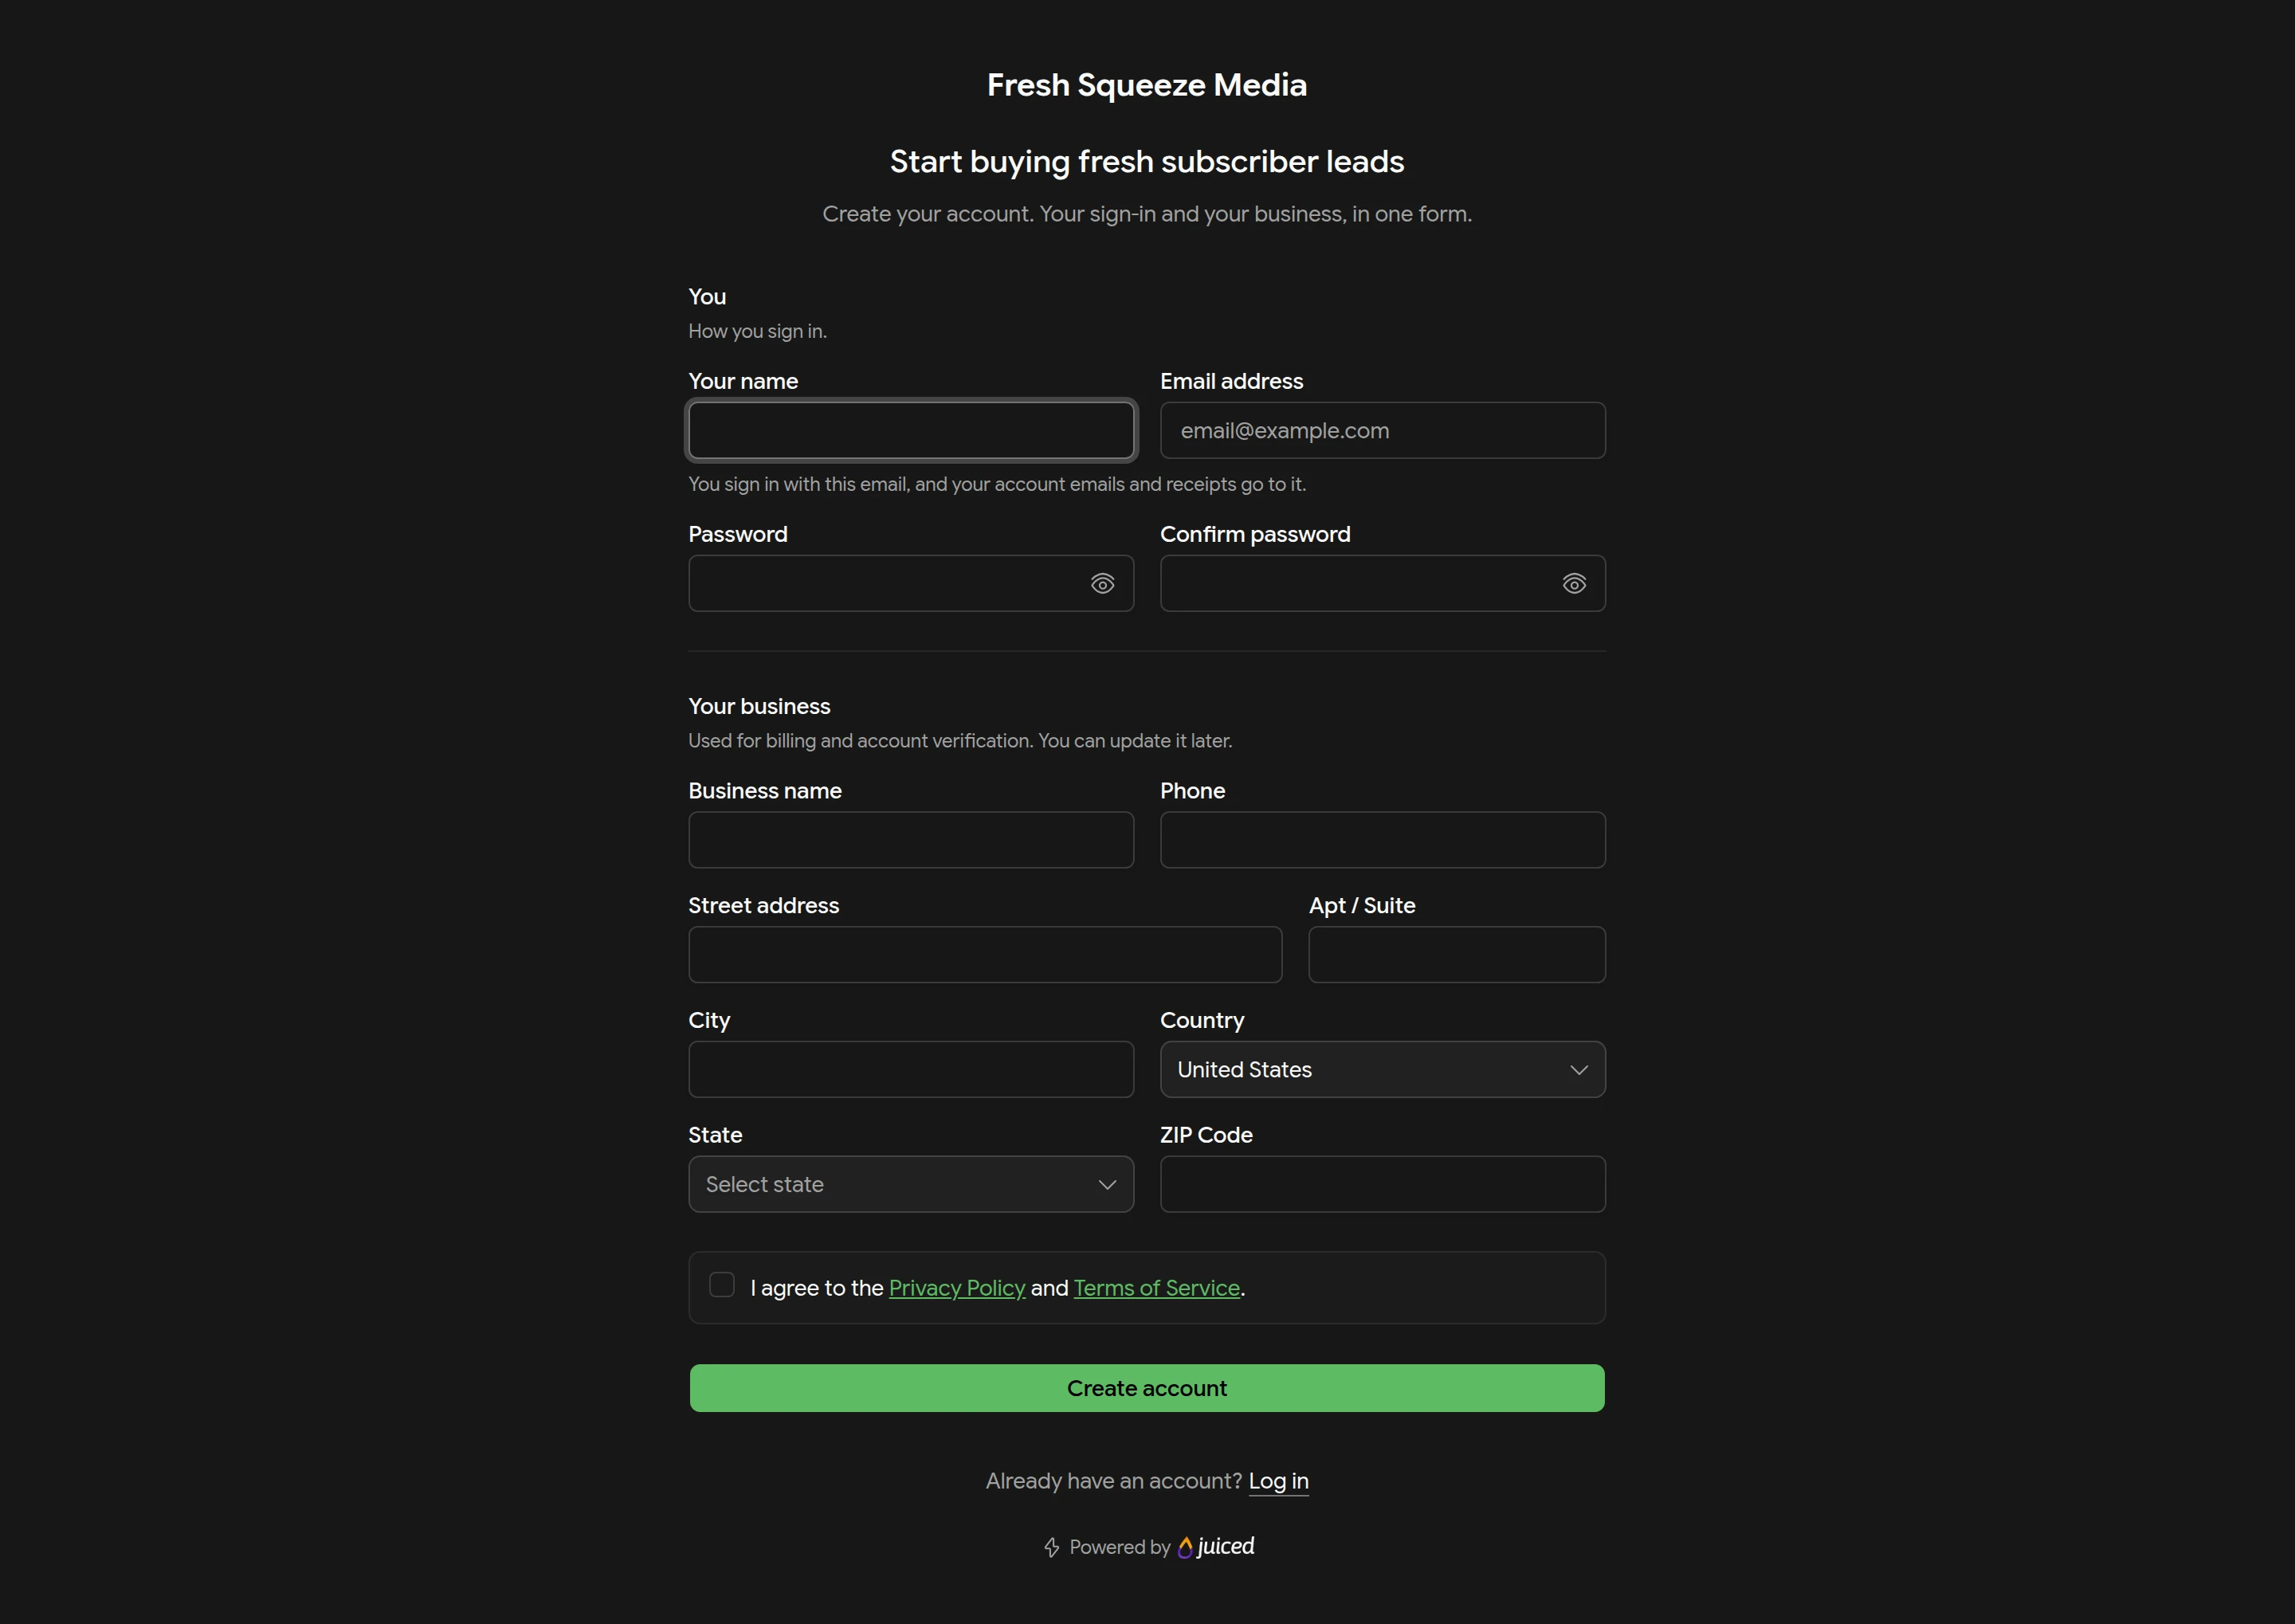 Fresh Squeeze Media
Start buying fresh subscriber leads
Create your account. Your sign-in and your business, in one form.
You
How you sign in.
Your name
Email address
email@example.com
You sign in with this email, and your account emails and receipts go to it.
Password
Confirm password
Your business
Used for billing and account verification. You can update it later.
Business name
Phone
Street address
Apt / Suite
City
Country
United States
State
ZIP Code
Select state
I agree to the Privacy Policy and Terms of Service.
Create account
Already have an account? Log in
Powered by juiced